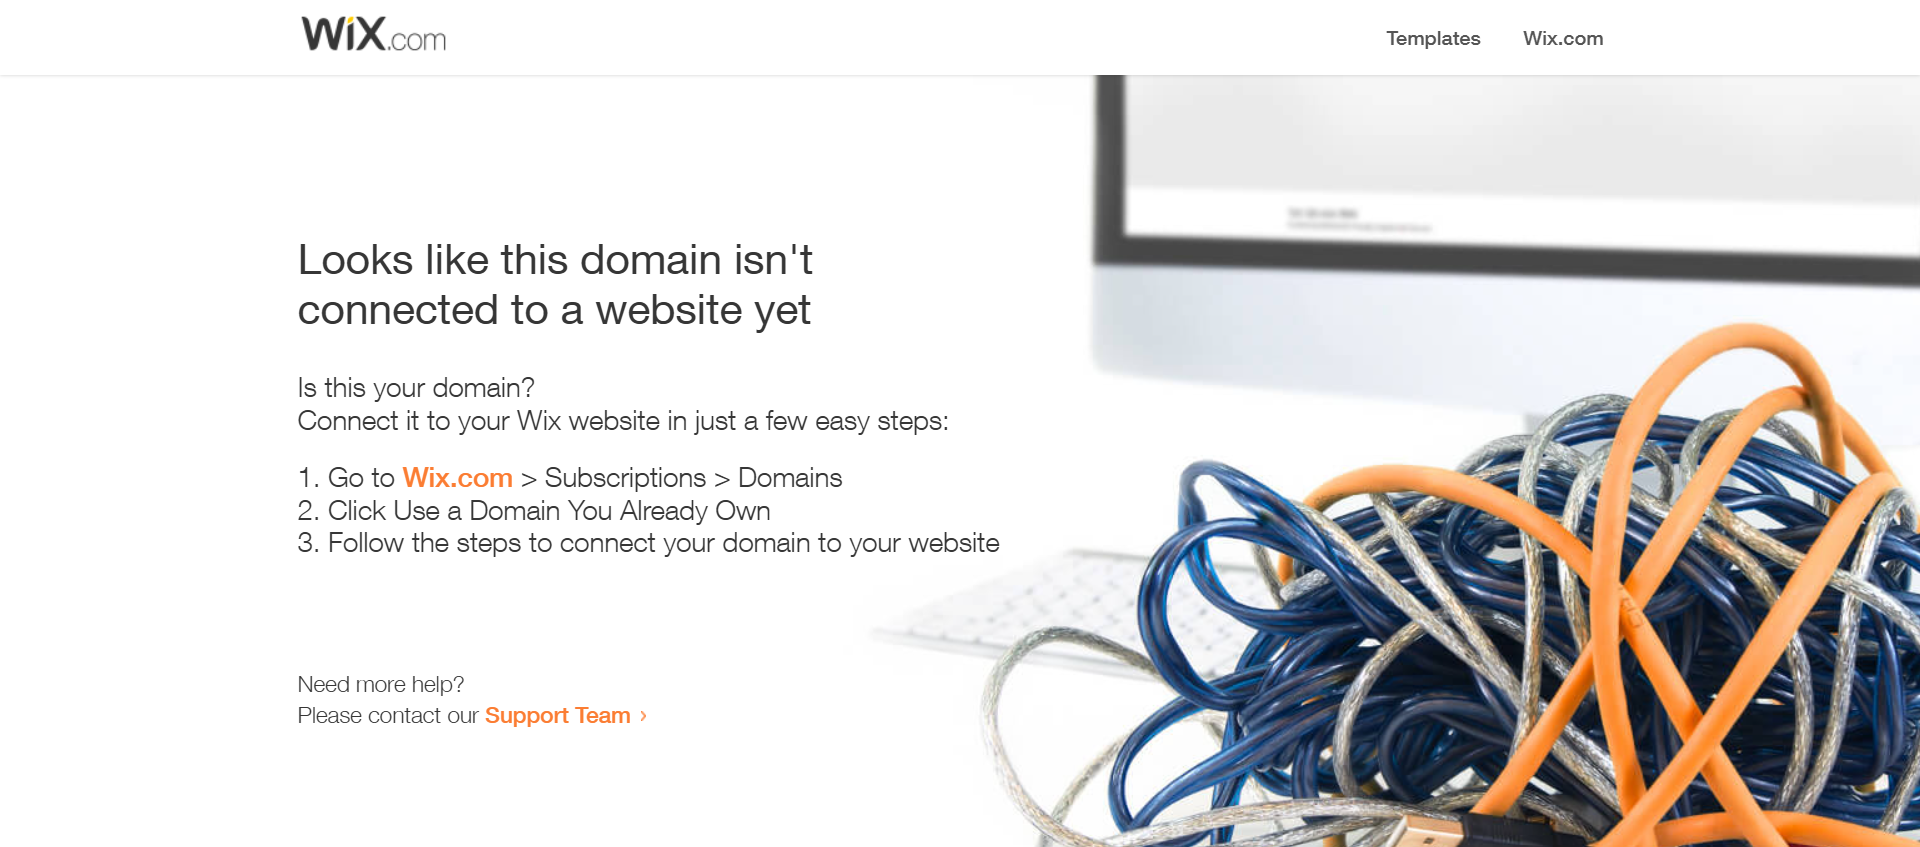 WiX.com
Templates
Wix.com
Looks like this domain isn't
connected to a website yet
Is this your domain?
Connect it to your Wix website in just a few easy steps:
1. Go to Wix.com > Subscriptions > Domains
2. Click Use a Domain You Already Own
3. Follow the steps to connect your domain to your website
Need more help?
Please contact our Support Team ›